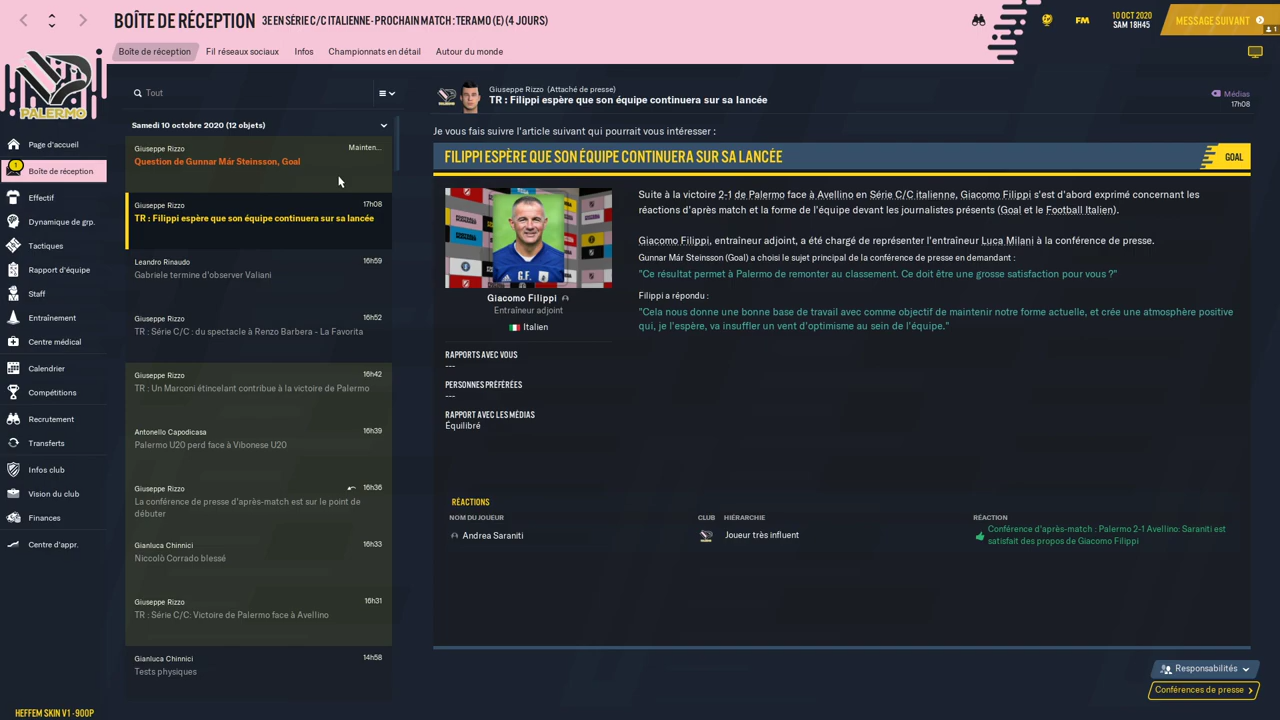 BOÎTE DE RÉCEPTION
3E EN SÉRIE C/C ITALIENNE - PROCHAIN MATCH : TERAMO (E) (4 JOURS)
FM
10 OCT 2020
SAM 18H45
MESSAGE SUIVANT
1
Boîte de réception
Fil réseaux sociaux
Infos
Championnats en détail
Autour du monde
PALERMO
Page d'accueil
1
Boîte de réception
Effectif
Dynamique de grp.
Tactiques
Rapport d'équipe
Staff
Entraînement
Centre médical
Calendrier
Compétitions
Recrutement
Transferts
Infos club
Vision du club
Finances
Centre d'appr.
HEFFEM SKIN V1 - 900P
Tout
Samedi 10 octobre 2020 (12 objets)
Giuseppe Rizzo
Mainten...
Question de Gunnar Már Steinsson, Goal
Giuseppe Rizzo
17h08
TR : Filippi espère que son équipe continuera sur sa lancée
Leandro Rinaudo
16h59
Gabriele termine d'observer Valiani
Giuseppe Rizzo
16h52
TR : Série C/C : du spectacle à Renzo Barbera - La Favorita
Giuseppe Rizzo
16h42
TR : Un Marconi étincelant contribue à la victoire de Palermo
Antonello Capodicasa
16h39
Palermo U20 perd face à Vibonese U20
Giuseppe Rizzo
16h36
La conférence de presse d'après-match est sur le point de
débuter
Gianluca Chinnici
16h33
Niccolò Corrado blessé
Giuseppe Rizzo
16h31
TR : Série C/C: Victoire de Palermo face à Avellino
Gianluca Chinnici
14h58
Tests physiques
Giuseppe Rizzo (Attaché de presse)
TR : Filippi espère que son équipe continuera sur sa lancée
Médias
17h08
Je vous fais suivre l'article suivant qui pourrait vous intéresser :
FILIPPI ESPÈRE QUE SON ÉQUIPE CONTINUERA SUR SA LANCÉE
GOAL
G.F.
Giacomo Filippi
Entraîneur adjoint
Italien
RAPPORTS AVEC VOUS
---
PERSONNES PRÉFÉRÉES
---
RAPPORT AVEC LES MÉDIAS
Équilibré
Suite à la victoire 2-1 de Palermo face à Avellino en Série C/C italienne, Giacomo Filippi s'est d'abord exprimé concernant les
réactions d'après match et la forme de l'équipe devant les journalistes présents (Goal et le Football Italien).
Giacomo Filippi, entraîneur adjoint, a été chargé de représenter l'entraîneur Luca Milani à la conférence de presse.
Gunnar Már Steinsson (Goal) a choisi le sujet principal de la conférence de presse en demandant :
"Ce résultat permet à Palermo de remonter au classement. Ce doit être une grosse satisfaction pour vous ?"
Filippi a répondu :
"Cela nous donne une bonne base de travail avec comme objectif de maintenir notre forme actuelle, et crée une atmosphère positive
qui, je l'espère, va insuffler un vent d'optimisme au sein de l'équipe."
RÉACTIONS
NOM DU JOUEUR
CLUB
HIÉRARCHIE
RÉACTION
Andrea Saraniti
Joueur très influent
Conférence d'après-match : Palermo 2-1 Avellino: Saraniti est
satisfait des propos de Giacomo Filippi
Responsabilités
Conférences de presse